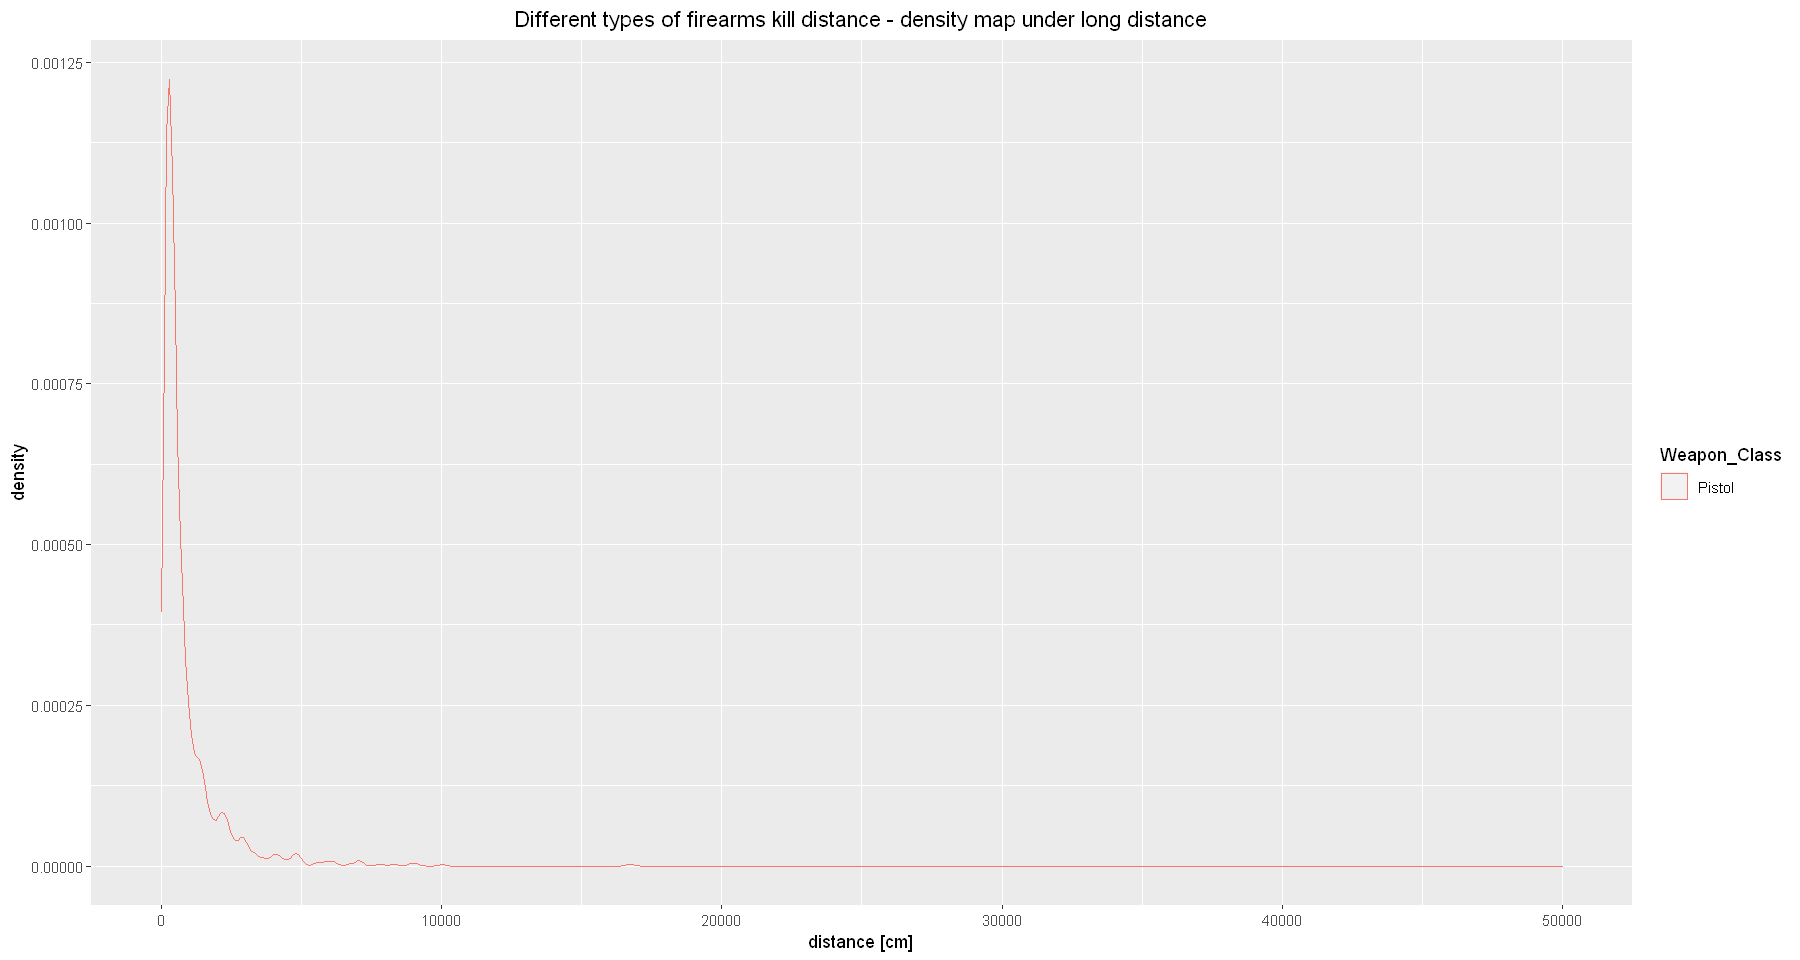 Different types of firearms kill distance - density map under long distance
0.00125
0.00100
0.00075
0.00050
0.00025
0.00000
density
0 10000 20000 30000 40000 50000
distance [cm]
Weapon_Class
Pistol